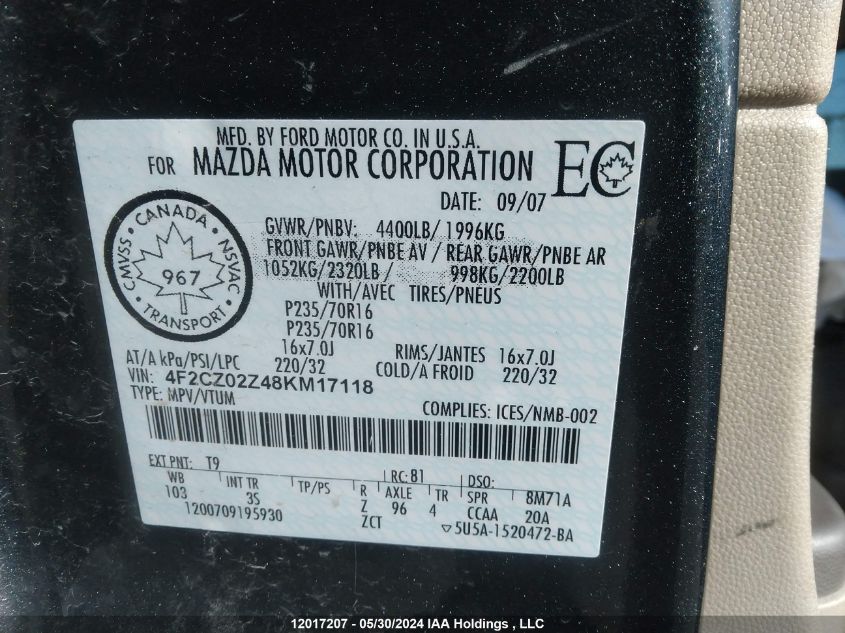 MFD. BY FORD MOTOR CO. IN U.S.A.
FOR MAZDA MOTOR CORPORATION
EC
DATE: 09/07
CANADA
CMVSS
NSVAC
967
TRANSPORT
GVWR/PNBV: 4400LB/1996KG
FRONT GAWR/PNBE AV / REAR GAWR/PNBE AR
1052KG/2320LB / 998KG/2200LB
WITH/AVEC TIRES/PNEUS
P235/70R16
P235/70R16
16x7.0J RIMS/JANTES 16x7.0J
AT/A kPa/PSI/LPC 220/32 COLD/A FROID 220/32
VIN: 4F2CZ02Z48KM17118
TYPE: MPV/VTUM
COMPLIES: ICES/NMB-002
EXT PNT: T9 RC:81 DSO:
WB INT TR TP/PS R AXLE TR SPR 8M71A
103 3S Z 96 4 CCAA 20A
1200709195930 ZCT ▽5U5A-1520472-BA
12017207 - 05/30/2024 IAA Holdings , LLC